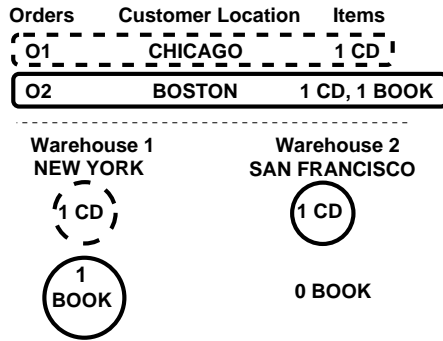 Orders Customer Location Items
O1 CHICAGO 1 CD
O2 BOSTON 1 CD, 1 BOOK
Warehouse 1 Warehouse 2
NEW YORK SAN FRANCISCO
1 CD 1 CD
1
BOOK 0 BOOK